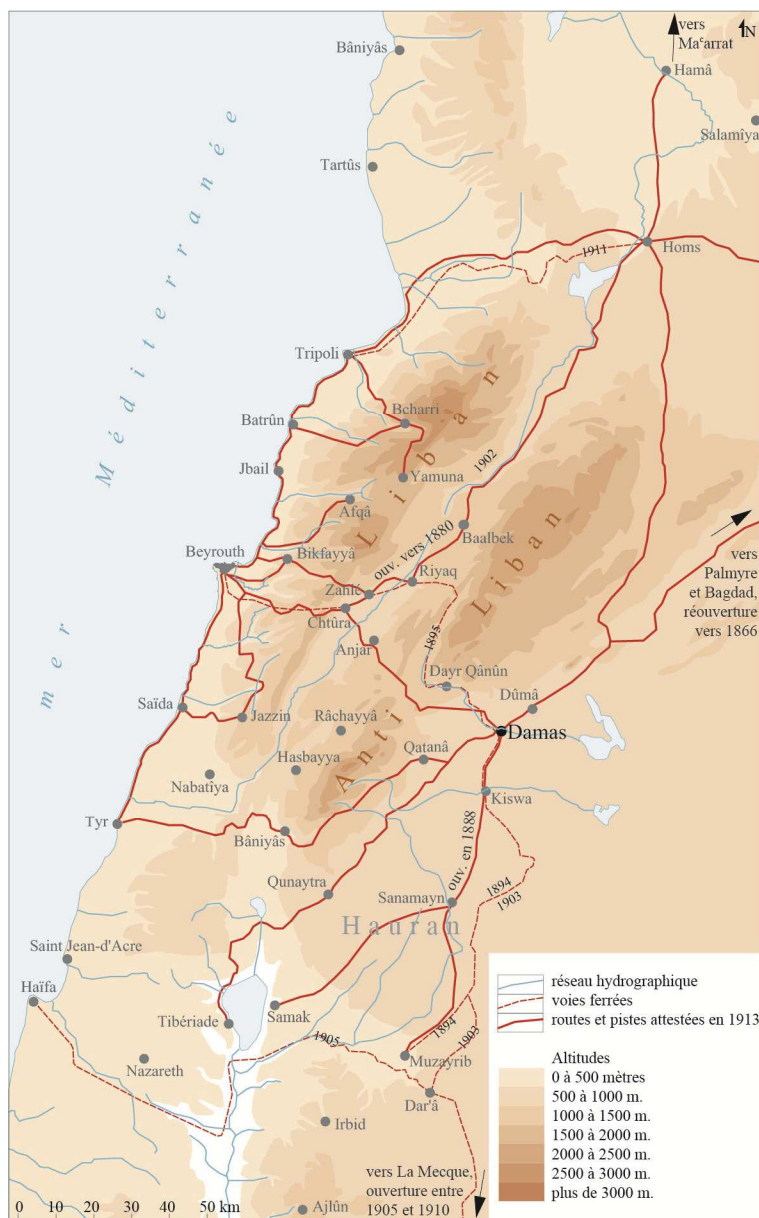 vers
Maʿarrat
N
Bâniyâs
Hamâ
Salamîya
Tartûs
mer Méditerranée
Homs
1911
Tripoli
Batrûn
Bcharri
Jbail
Yamuna
1902
Afqâ
Liban
Baalbek
Beyrouth
Bikfayyâ
ouv. vers 1880
Zahlé
Riyaq
Chtûra
Anjar
1895
Anti Liban
vers
Palmyre
et Bagdad,
réouverture
vers 1866
Dayr Qânûn
Dûmâ
Saïda
Jazzin
Râchayyâ
Damas
Hasbayya
Qatanâ
Nabatîya
Kiswa
Tyr
Bâniyâs
ouv. en 1888
Qunaytra
Sanamayn
1894
1903
Hauran
Saint Jean-d'Acre
Haïfa
Tibériade
Samak
1905
1894
1903
Muzayrib
Nazareth
Dar'â
Irbid
vers La Mecque,
ouverture entre
1905 et 1910
Ajlûn
0 10 20 30 40 50 km
réseau hydrographique
voies ferrées
routes et pistes attestées en 1913
Altitudes
0 à 500 mètres
500 à 1000 m.
1000 à 1500 m.
1500 à 2000 m.
2000 à 2500 m.
2500 à 3000 m.
plus de 3000 m.